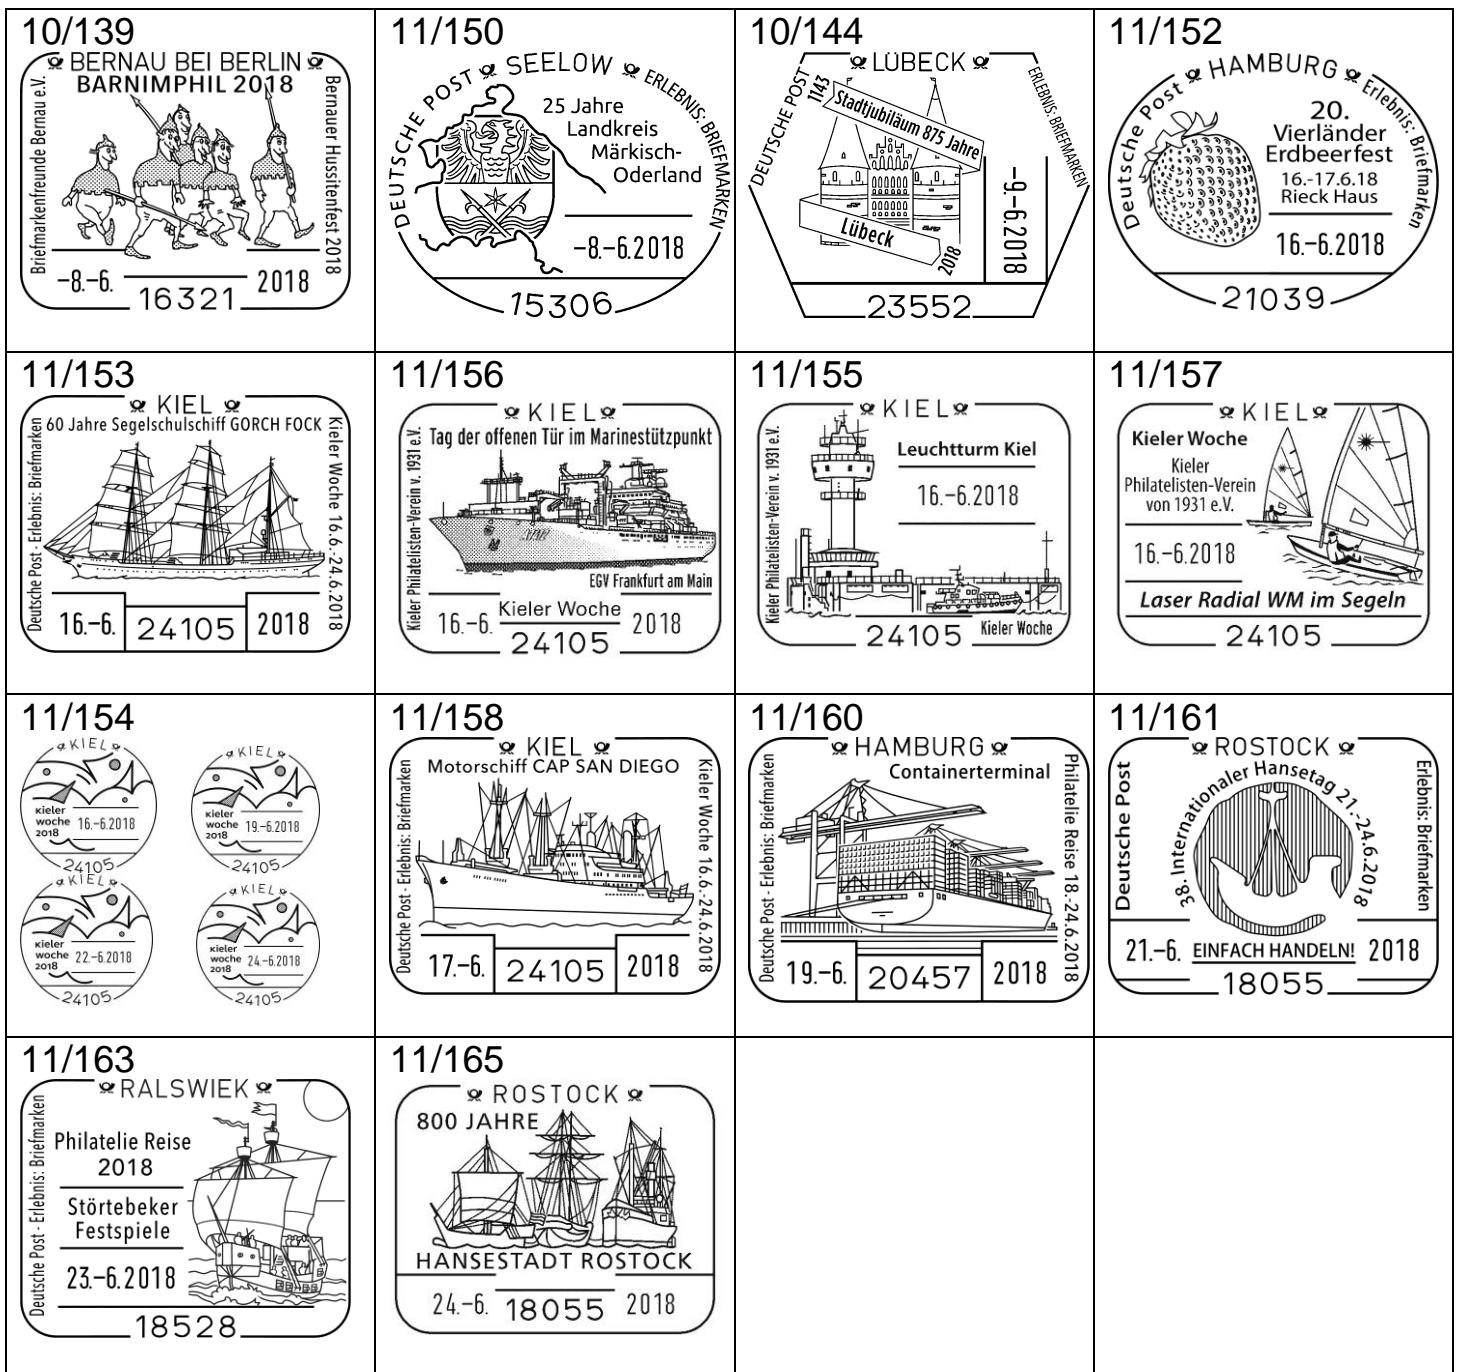 10/139
BERNAU BEI BERLIN
BARNIMPHIL 2018
Briefmarkenfreunde Bernau e.V.
Bernauer Hussitenfest 2018
–8.–6. 2018
16321
11/150
DEUTSCHE POST SEELOW ERLEBNIS: BRIEFMARKEN
25 Jahre
Landkreis
Märkisch-
Oderland
–8.–6.2018
15306
10/144
LÜBECK
DEUTSCHE POST
ERLEBNIS: BRIEFMARKEN
1143
Stadtjubiläum 875 Jahre
Lübeck
2018
–9.–6.2018
23552
11/152
Deutsche Post HAMBURG Erlebnis: Briefmarken
20.
Vierländer
Erdbeerfest
16.-17.6.18
Rieck Haus
16.–6.2018
21039
11/153
KIEL
60 Jahre Segelschulschiff GORCH FOCK
Deutsche Post - Erlebnis: Briefmarken
Kieler Woche 16.6.-24.6.2018
16.–6. 24105 2018
11/156
KIEL
Tag der offenen Tür im Marinestützpunkt
Kieler Philatelisten-Verein v. 1931 e.V.
EGV Frankfurt am Main
Kieler Woche
16.–6. 2018
24105
11/155
KIEL
Kieler Philatelisten-Verein v. 1931 e.V.
Leuchtturm Kiel
16.–6.2018
24105 Kieler Woche
11/157
KIEL
Kieler Woche
Kieler
Philatelisten-Verein
von 1931 e.V.
16.–6.2018
Laser Radial WM im Segeln
24105
11/154
KIEL
kieler
woche
2018
16.–6.2018
24105
KIEL
kieler
woche
2018
19.–6.2018
24105
KIEL
kieler
woche
2018
22.–6.2018
24105
KIEL
kieler
woche
2018
24.–6.2018
24105
11/158
KIEL
Motorschiff CAP SAN DIEGO
Deutsche Post - Erlebnis: Briefmarken
Kieler Woche 16.6.-24.6.2018
17.–6. 24105 2018
11/160
HAMBURG
Containerterminal
Deutsche Post - Erlebnis: Briefmarken
Philatelie Reise 18.-24.6.2018
19.–6. 20457 2018
11/161
ROSTOCK
Deutsche Post
38. Internationaler Hansetag 21.-24.6.2018
Erlebnis: Briefmarken
21.–6. EINFACH HANDELN! 2018
18055
11/163
RALSWIEK
Deutsche Post - Erlebnis: Briefmarken
Philatelie Reise
2018
Störtebeker
Festspiele
23.–6.2018
18528
11/165
ROSTOCK
800 JAHRE
HANSESTADT ROSTOCK
24.–6. 18055 2018